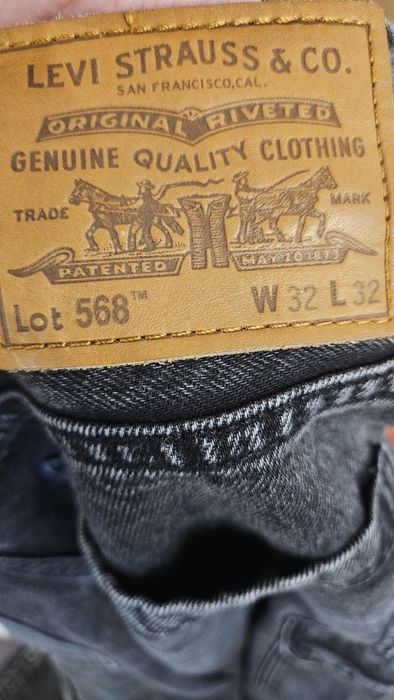 LEVI STRAUSS & CO.
SAN FRANCISCO, CAL.
ORIGINAL RIVETED
GENUINE QUALITY CLOTHING
TRADE MARK
PATENTED MAY 20 1873
Lot 568™ W 32 L 32